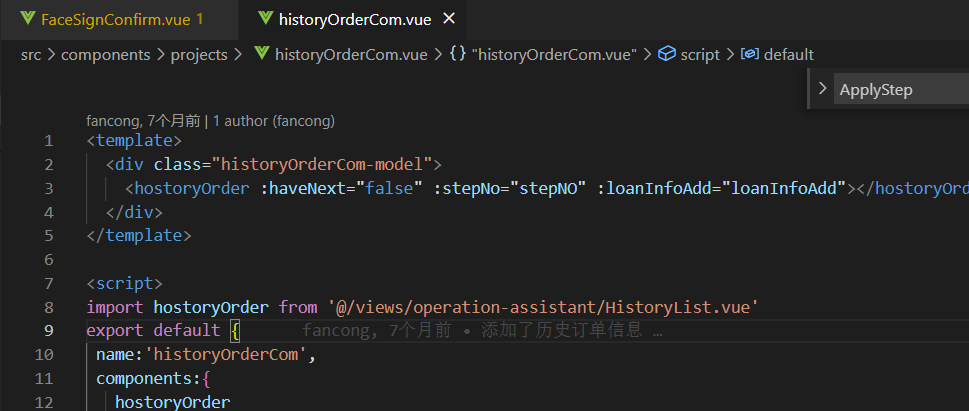 FaceSignConfirm.vue 1 historyOrderCom.vue ×
src > components > projects > historyOrderCom.vue > {} "historyOrderCom.vue" > script > default
> ApplyStep
fancong, 7个月前 | 1 author (fancong)
1 <template>
2 <div class="historyOrderCom-model">
3 <hostoryOrder :haveNext="false" :stepNo="stepNO" :loanInfoAdd="loanInfoAdd"></hostoryOrd
4 </div>
5 </template>
6
7 <script>
8 import hostoryOrder from '@/views/operation-assistant/HistoryList.vue'
9 export default { fancong, 7个月前 • 添加了历史订单信息 …
10 name:'historyOrderCom',
11 components:{
12 hostoryOrder